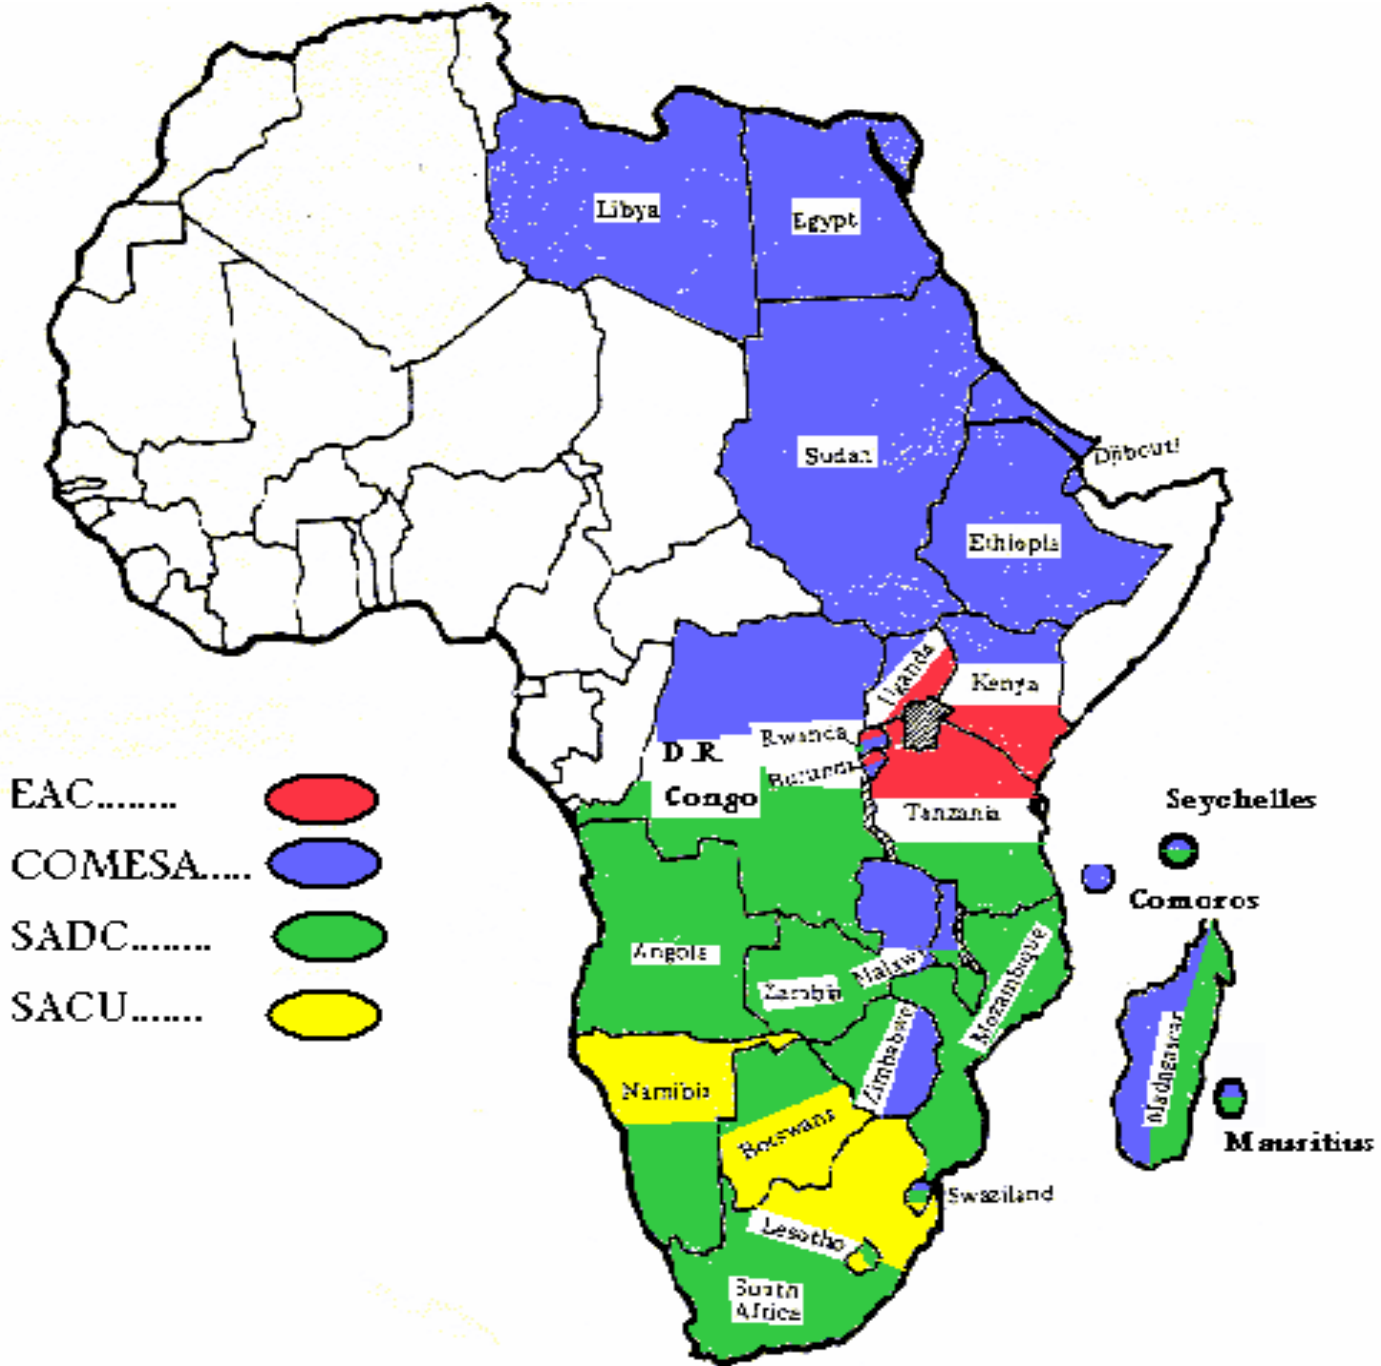 Libya
Egypt
Sudan
Djibouti
Ethiopia
Uganda
Kenya
Rwanda
Burundi
D.R.
Congo
Tanzania
EAC........
COMESA.....
SADC........
SACU.......
Seychelles
Comoros
Angola
Malawi
Zambia
Mozambique
Zimbabwe
Madagascar
Namibia
Botswana
Mauritius
Swaziland
Lesotho
South
Africa